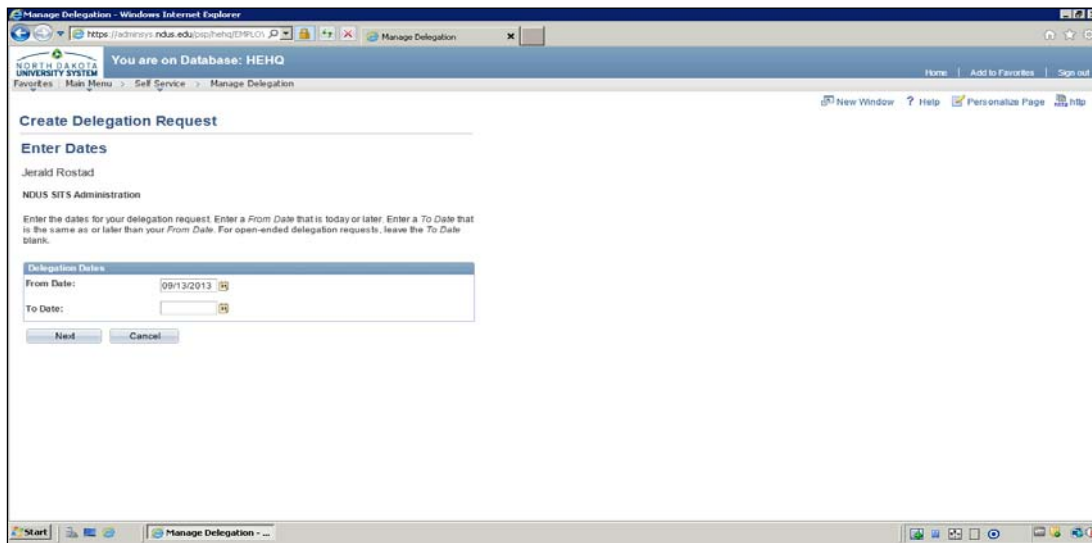 Manage Delegation - Windows Internet Explorer
https://adminsys.ndus.edu/psp/hehq/EMPLOY
Manage Delegation
NORTH DAKOTA
UNIVERSITY SYSTEM
You are on Database: HEHQ
Home | Add to Favorites | Sign out
Favorites | Main Menu > Self Service > Manage Delegation
New Window ? Help Personalize Page http
Create Delegation Request
Enter Dates
Jerald Rostad
NDUS SITS Administration
Enter the dates for your delegation request. Enter a From Date that is today or later. Enter a To Date that
is the same as or later than your From Date. For open-ended delegation requests, leave the To Date
blank.
Delegation Dates
From Date: 09/13/2013
To Date:
Next Cancel
Start Manage Delegation - ...